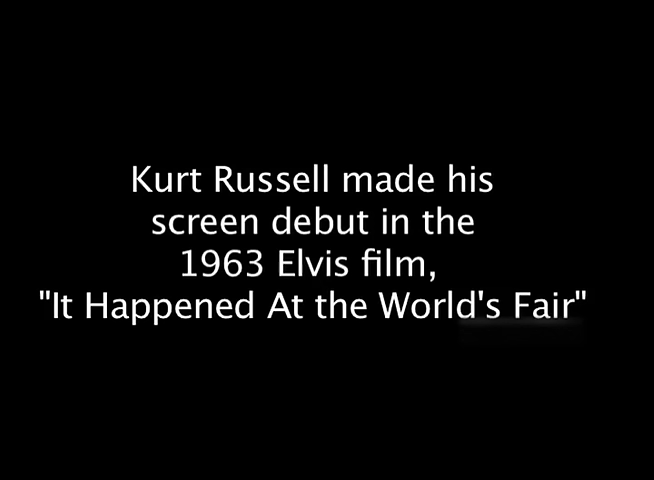 Kurt Russell made his
screen debut in the
1963 Elvis film,
"It Happened At the World's Fair"